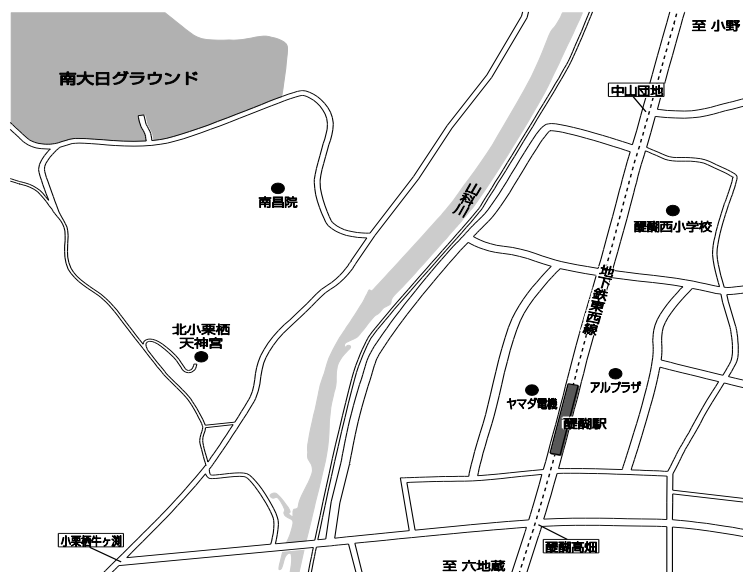 至 小野
南大日グラウンド
中山団地
南昌院
山科川
醍醐西小学校
地下鉄東西線
北小栗栖
天神宮
アルプラザ
ヤマダ電機
醍醐駅
小栗栖牛ヶ淵
醍醐高畑
至 六地蔵